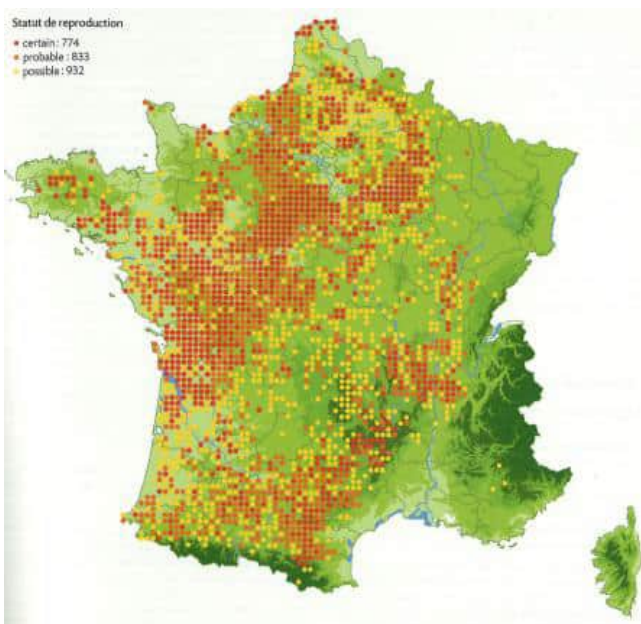 Statut de reproduction
certain : 774
probable : 833
possible : 932